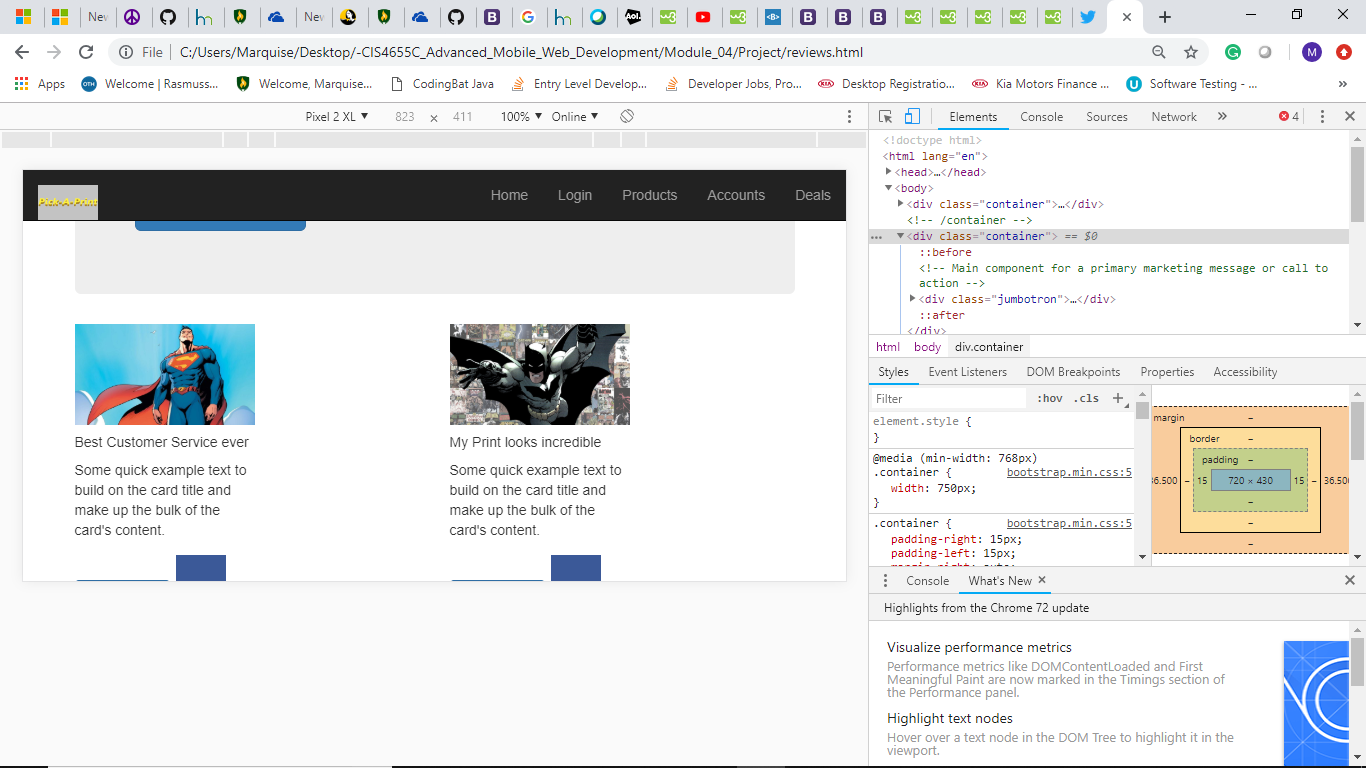 New
New
Aol.
File
C:/Users/Marquise/Desktop/-CIS4655C_Advanced_Mobile_Web_Development/Module_04/Project/reviews.html
M
Apps
OTH
Welcome | Rasmuss...
Welcome, Marquise...
CodingBat Java
Entry Level Develop...
Developer Jobs, Pro...
Desktop Registratio...
Kia Motors Finance ...
Software Testing - ...
»
Pixel 2 XL ▼ 823 × 411 100% ▼ Online ▼
Elements Console Sources Network » 4
<!doctype html>
<html lang="en">
<head>…</head>
<body>
<div class="container">…</div>
<!-- /container -->
<div class="container"> == $0
::before
<!-- Main component for a primary marketing message or call to
action -->
<div class="jumbotron">…</div>
::after
</div>
html body div.container
Styles Event Listeners DOM Breakpoints Properties Accessibility
Filter :hov .cls +
element.style {
}
@media (min-width: 768px)
.container { bootstrap.min.css:5
width: 750px;
}
.container { bootstrap.min.css:5
padding-right: 15px;
padding-left: 15px;
margin-right: auto;
margin –
border –
padding –
36.500 – 15 720 × 430 15 – 36.500
–
–
–
Console What's New ×
Highlights from the Chrome 72 update
Visualize performance metrics
Performance metrics like DOMContentLoaded and First
Meaningful Paint are now marked in the Timings section of
the Performance panel.
Highlight text nodes
Hover over a text node in the DOM Tree to highlight it in the
viewport.
Pick-A-Print
Home Login Products Accounts Deals
Best Customer Service ever
Some quick example text to
build on the card title and
make up the bulk of the
card's content.
My Print looks incredible
Some quick example text to
build on the card title and
make up the bulk of the
card's content.